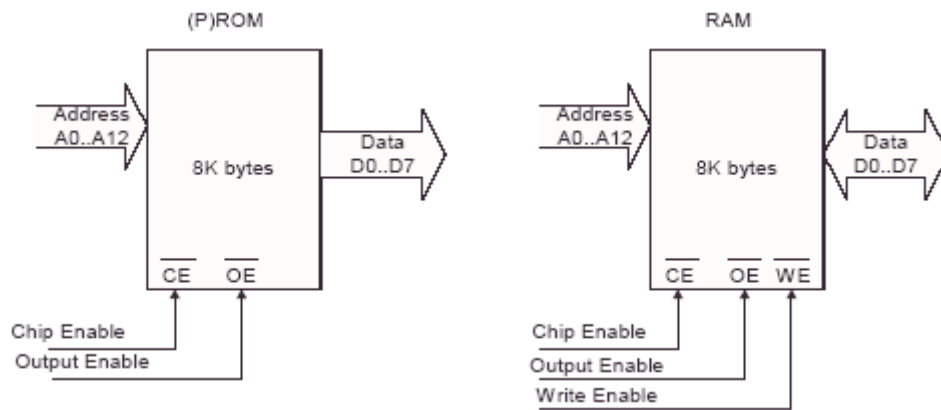 (P)ROM
Address
A0..A12
8K bytes
Data
D0..D7
CE OE
Chip Enable
Output Enable
RAM
Address
A0..A12
8K bytes
Data
D0..D7
CE OE WE
Chip Enable
Output Enable
Write Enable